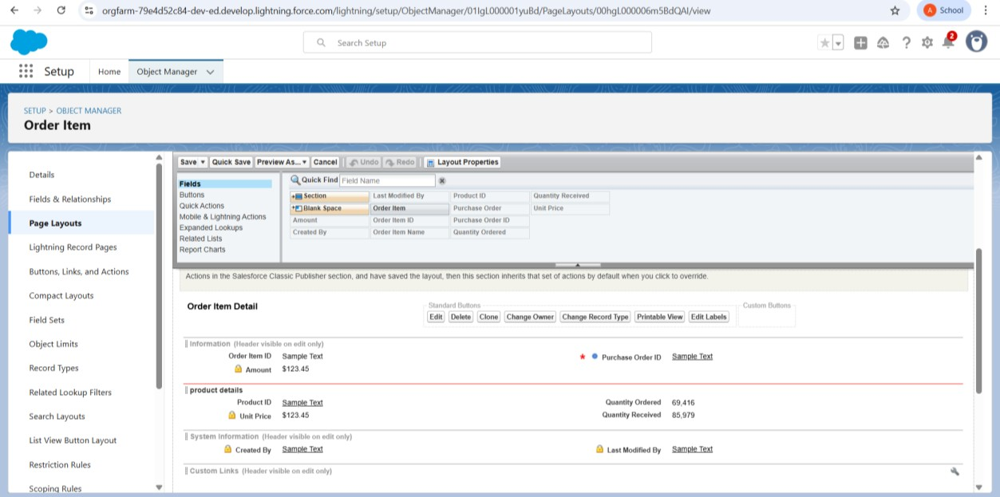 orgfarm-79e4d52c84-dev-ed.develop.lightning.force.com/lightning/setup/ObjectManager/01IgL000001yuBd/PageLayouts/00hgL000006m5BdQAI/view
A School
Search Setup
2
Setup Home Object Manager
SETUP > OBJECT MANAGER
Order Item
Details
Fields & Relationships
Page Layouts
Lightning Record Pages
Buttons, Links, and Actions
Compact Layouts
Field Sets
Object Limits
Record Types
Related Lookup Filters
Search Layouts
List View Button Layout
Restriction Rules
Scoping Rules
Save Quick Save Preview As... Cancel Undo Redo Layout Properties
Fields
Buttons
Quick Actions
Mobile & Lightning Actions
Expanded Lookups
Related Lists
Report Charts
Quick Find Field Name
Section Last Modified By Product ID Quantity Received
Blank Space Order Item Purchase Order Unit Price
Amount Order Item ID Purchase Order ID
Created By Order Item Name Quantity Ordered
Actions in the Salesforce Classic Publisher section, and have saved the layout, then this section inherits that set of actions by default when you click to override.
Order Item Detail
Standard Buttons
Edit Delete Clone Change Owner Change Record Type Printable View Edit Labels
Custom Buttons
Information (Header visible on edit only)
Order Item ID Sample Text * Purchase Order ID Sample Text
Amount $123.45
product details
Product ID Sample Text Quantity Ordered 69,416
Unit Price $123.45 Quantity Received 85,979
System Information (Header visible on edit only)
Created By Sample Text Last Modified By Sample Text
Custom Links (Header visible on edit only)